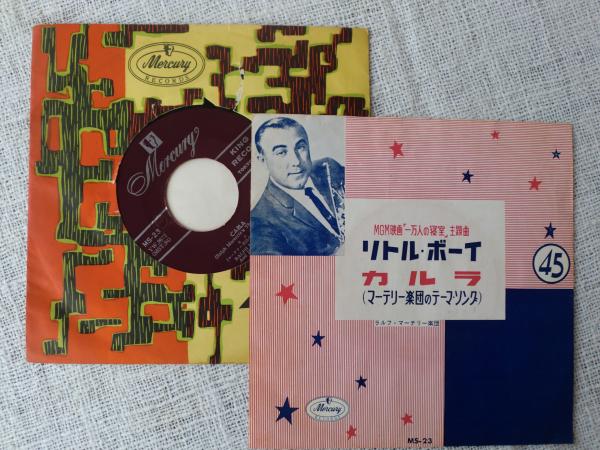 Mercury
RECORDS
Mercury
KING
RECO
MS-23
CARLA
MGM映画"一万人の寝室„主題曲
リトル・ボーイ
カルラ
(マーテリー楽団のテーマ・ソング)
ラルフ・マーテリー楽団
45
Mercury
RECORDS
MS-23